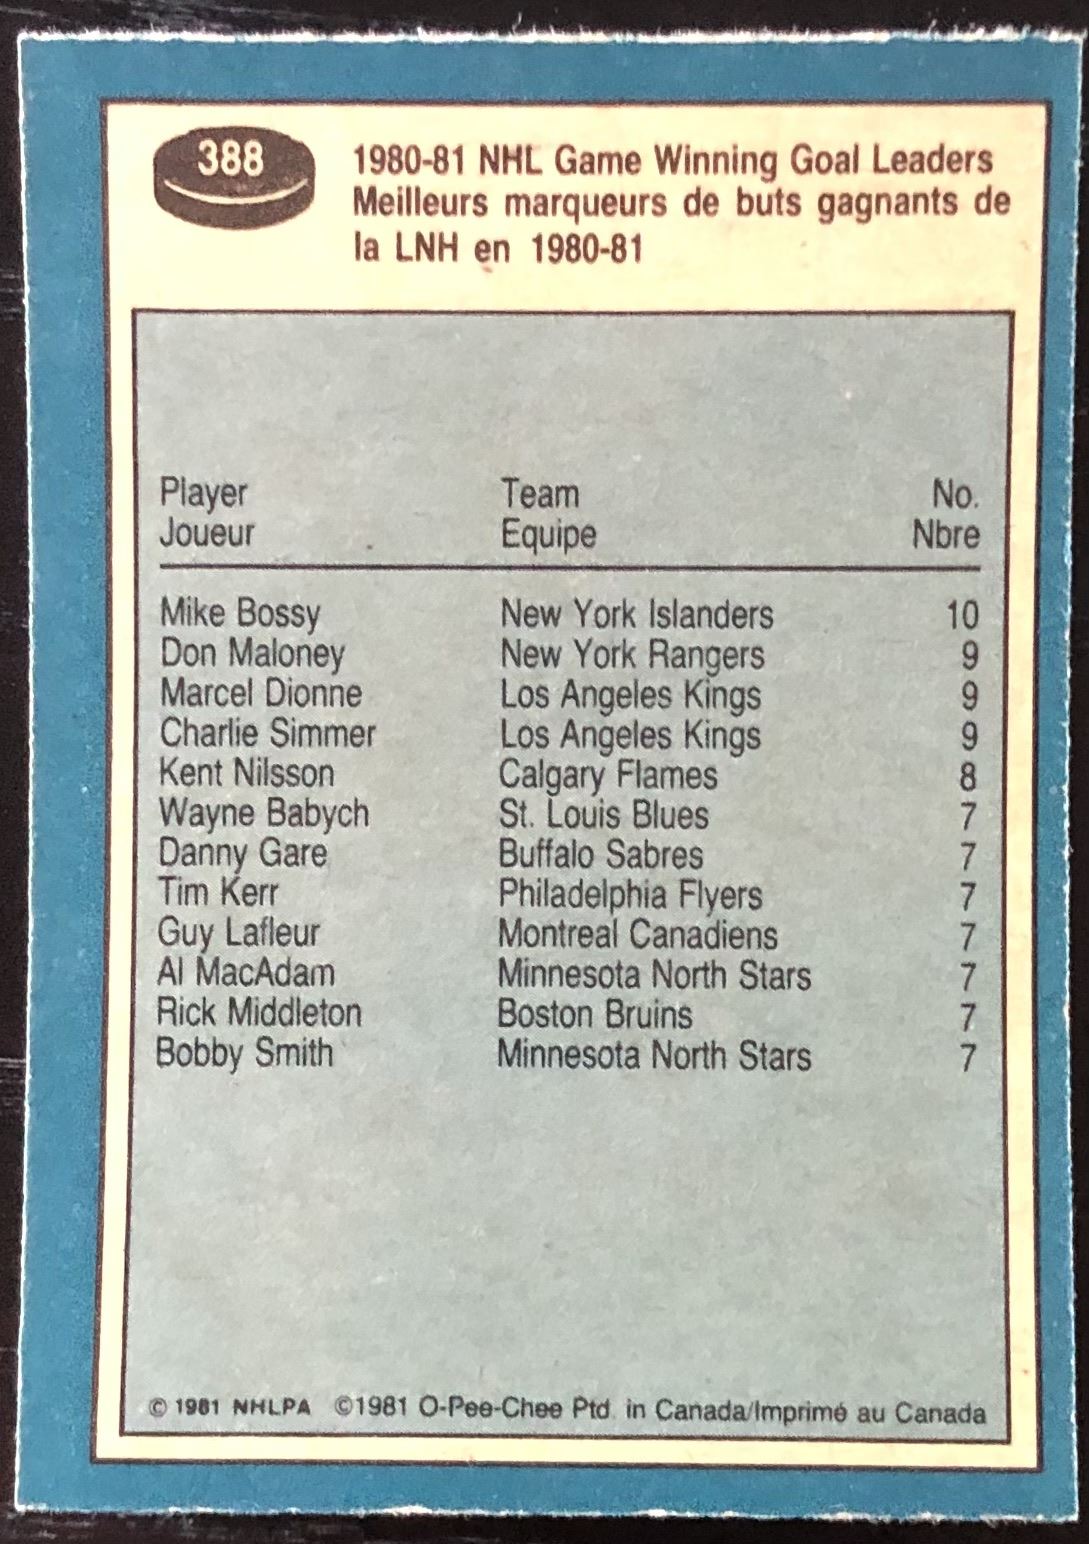 388
1980-81 NHL Game Winning Goal Leaders
Meilleurs marqueurs de buts gagnants de
la LNH en 1980-81
Player Team No.
Joueur Equipe Nbre
Mike Bossy New York Islanders 10
Don Maloney New York Rangers 9
Marcel Dionne Los Angeles Kings 9
Charlie Simmer Los Angeles Kings 9
Kent Nilsson Calgary Flames 8
Wayne Babych St. Louis Blues 7
Danny Gare Buffalo Sabres 7
Tim Kerr Philadelphia Flyers 7
Guy Lafleur Montreal Canadiens 7
Al MacAdam Minnesota North Stars 7
Rick Middleton Boston Bruins 7
Bobby Smith Minnesota North Stars 7
© 1981 NHLPA ©1981 O-Pee-Chee Ptd. in Canada/Imprimé au Canada